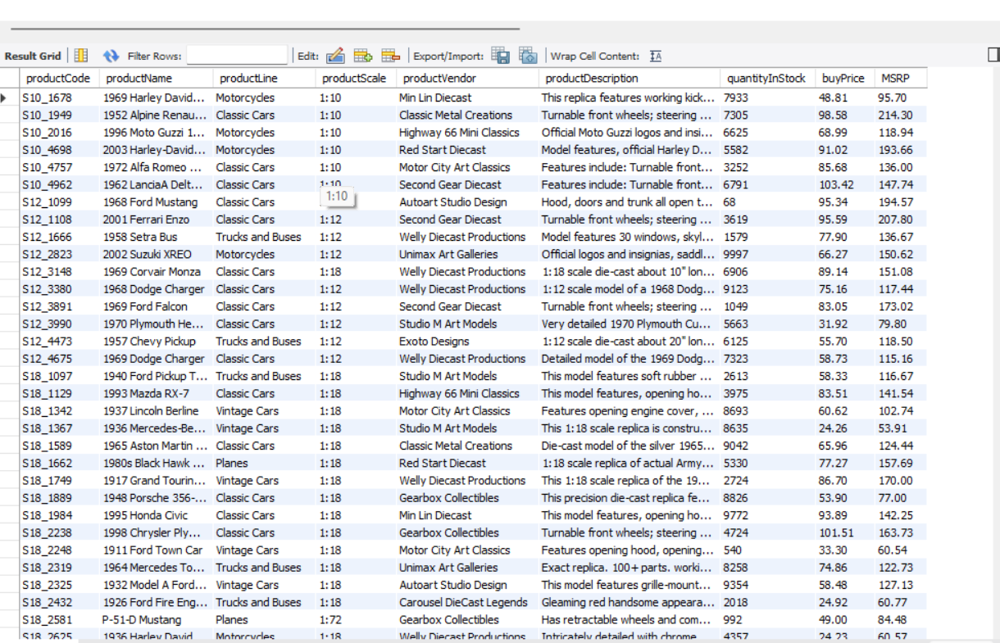 Result Grid Filter Rows: Edit: Export/Import: Wrap Cell Content: IA
productCode productName productLine productScale productVendor productDescription quantityInStock buyPrice MSRP
S10_1678 1969 Harley David... Motorcycles 1:10 Min Lin Diecast This replica features working kick... 7933 48.81 95.70
S10_1949 1952 Alpine Renau... Classic Cars 1:10 Classic Metal Creations Turnable front wheels; steering ... 7305 98.58 214.30
S10_2016 1996 Moto Guzzi 1... Motorcycles 1:10 Highway 66 Mini Classics Official Moto Guzzi logos and insi... 6625 68.99 118.94
S10_4698 2003 Harley-David... Motorcycles 1:10 Red Start Diecast Model features, official Harley D... 5582 91.02 193.66
S10_4757 1972 Alfa Romeo ... Classic Cars 1:10 Motor City Art Classics Features include: Turnable front... 3252 85.68 136.00
S10_4962 1962 LanciaA Delt... Classic Cars 1:10 Second Gear Diecast Features include: Turnable front... 6791 103.42 147.74
S12_1099 1968 Ford Mustang Classic Cars 1:10 Autoart Studio Design Hood, doors and trunk all open t... 68 95.34 194.57
S12_1108 2001 Ferrari Enzo Classic Cars 1:12 Second Gear Diecast Turnable front wheels; steering ... 3619 95.59 207.80
S12_1666 1958 Setra Bus Trucks and Buses 1:12 Welly Diecast Productions Model features 30 windows, skyl... 1579 77.90 136.67
S12_2823 2002 Suzuki XREO Motorcycles 1:12 Unimax Art Galleries Official logos and insignias, saddl... 9997 66.27 150.62
S12_3148 1969 Corvair Monza Classic Cars 1:18 Welly Diecast Productions 1:18 scale die-cast about 10" lon... 6906 89.14 151.08
S12_3380 1968 Dodge Charger Classic Cars 1:12 Welly Diecast Productions 1:12 scale model of a 1968 Dodg... 9123 75.16 117.44
S12_3891 1969 Ford Falcon Classic Cars 1:12 Second Gear Diecast Turnable front wheels; steering ... 1049 83.05 173.02
S12_3990 1970 Plymouth He... Classic Cars 1:12 Studio M Art Models Very detailed 1970 Plymouth Cu... 5663 31.92 79.80
S12_4473 1957 Chevy Pickup Trucks and Buses 1:12 Exoto Designs 1:12 scale die-cast about 20" lon... 6125 55.70 118.50
S12_4675 1969 Dodge Charger Classic Cars 1:12 Welly Diecast Productions Detailed model of the 1969 Dodg... 7323 58.73 115.16
S18_1097 1940 Ford Pickup T... Trucks and Buses 1:18 Studio M Art Models This model features soft rubber ... 2613 58.33 116.67
S18_1129 1993 Mazda RX-7 Classic Cars 1:18 Highway 66 Mini Classics This model features, opening ho... 3975 83.51 141.54
S18_1342 1937 Lincoln Berline Vintage Cars 1:18 Motor City Art Classics Features opening engine cover, ... 8693 60.62 102.74
S18_1367 1936 Mercedes-Be... Vintage Cars 1:18 Studio M Art Models This 1:18 scale replica is constru... 8635 24.26 53.91
S18_1589 1965 Aston Martin ... Classic Cars 1:18 Classic Metal Creations Die-cast model of the silver 1965... 9042 65.96 124.44
S18_1662 1980s Black Hawk ... Planes 1:18 Red Start Diecast 1:18 scale replica of actual Army... 5330 77.27 157.69
S18_1749 1917 Grand Tourin... Vintage Cars 1:18 Welly Diecast Productions This 1:18 scale replica of the 19... 2724 86.70 170.00
S18_1889 1948 Porsche 356-... Classic Cars 1:18 Gearbox Collectibles This precision die-cast replica fe... 8826 53.90 77.00
S18_1984 1995 Honda Civic Classic Cars 1:18 Min Lin Diecast This model features, opening ho... 9772 93.89 142.25
S18_2238 1998 Chrysler Ply... Classic Cars 1:18 Gearbox Collectibles Turnable front wheels; steering ... 4724 101.51 163.73
S18_2248 1911 Ford Town Car Vintage Cars 1:18 Motor City Art Classics Features opening hood, opening... 540 33.30 60.54
S18_2319 1964 Mercedes To... Trucks and Buses 1:18 Unimax Art Galleries Exact replica. 100+ parts. worki... 8258 74.86 122.73
S18_2325 1932 Model A Ford... Vintage Cars 1:18 Autoart Studio Design This model features grille-mount... 9354 58.48 127.13
S18_2432 1926 Ford Fire Eng... Trucks and Buses 1:18 Carousel DieCast Legends Gleaming red handsome appeara... 2018 24.92 60.77
S18_2581 P-51-D Mustang Planes 1:72 Gearbox Collectibles Has retractable wheels and com... 992 49.00 84.48
S18_2625 1936 Harley David Motorcycles 1:18 Welly Diecast Productions Intricately detailed with chrome 4357 24.23 60.57